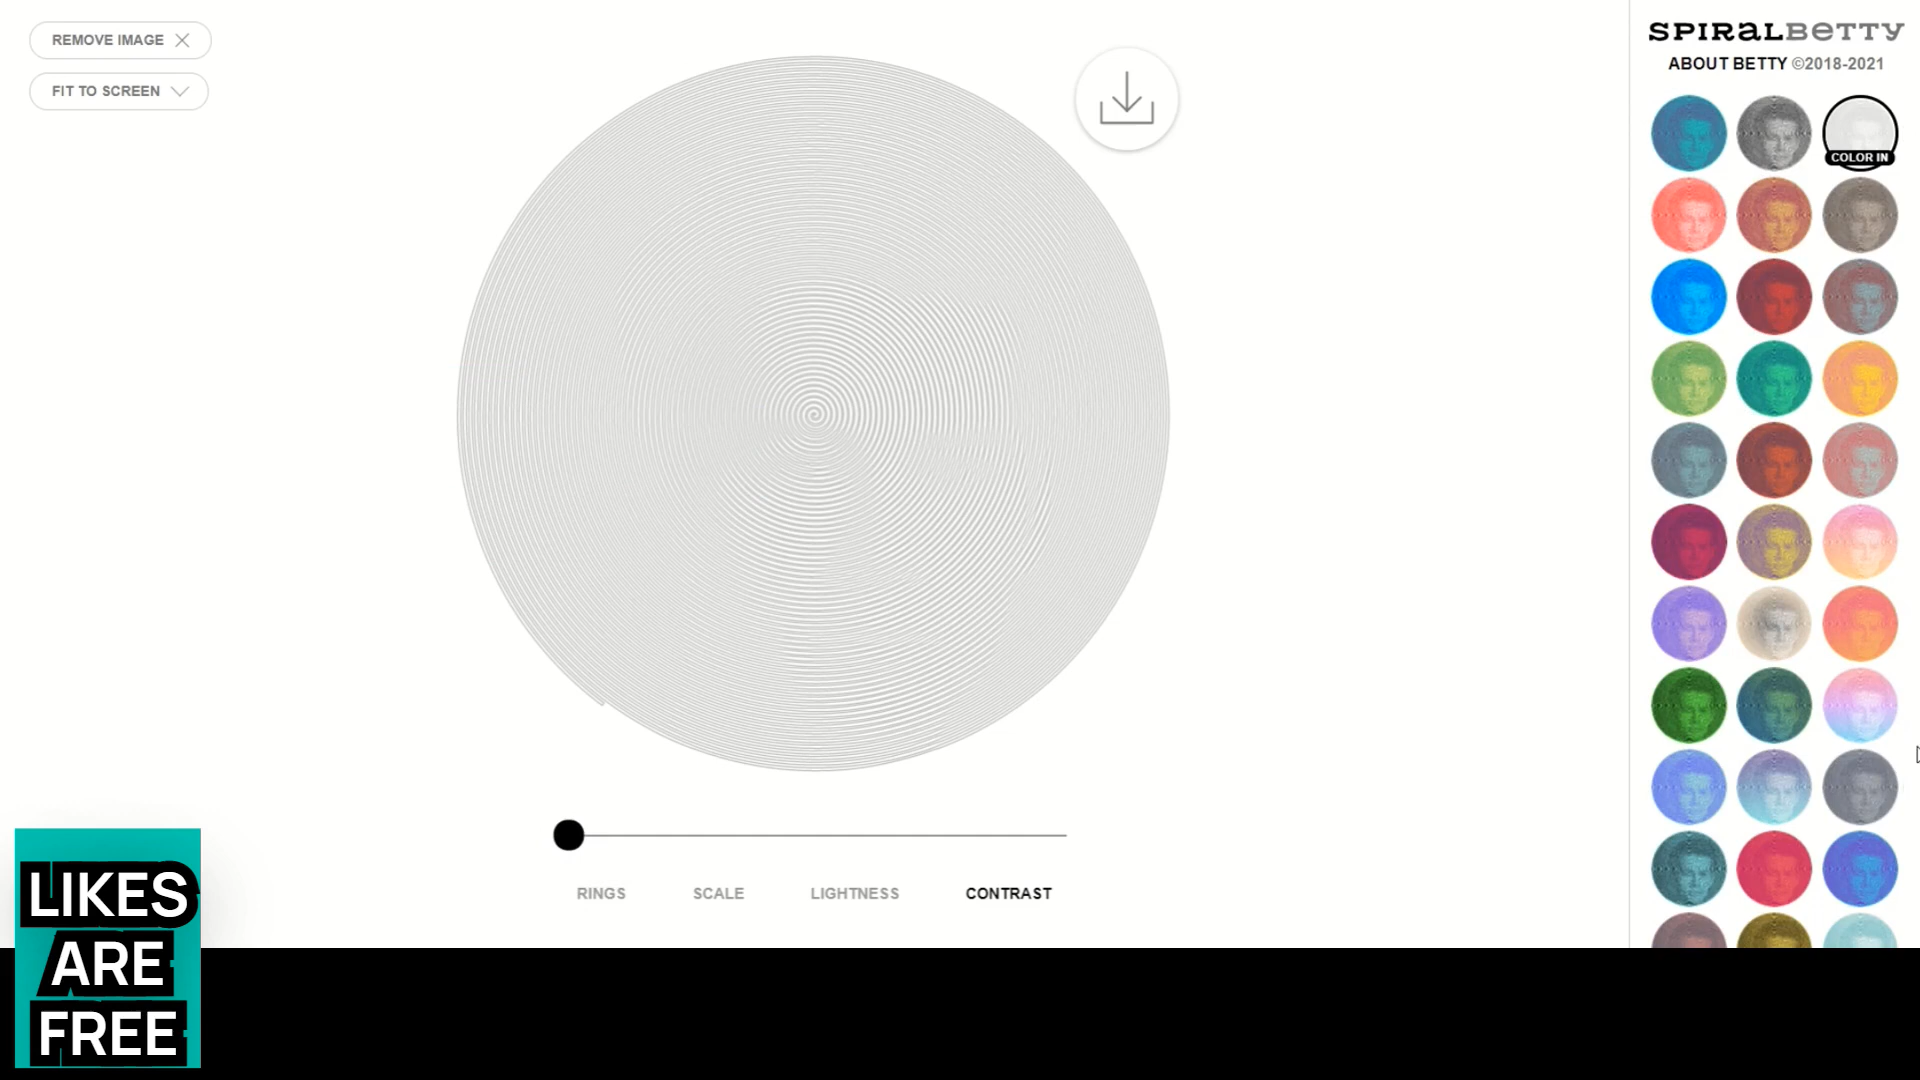 REMOVE IMAGE
FIT TO SCREEN
SPIRALBETTY
ABOUT BETTY ©2018-2021
COLOR IN
RINGS
SCALE
LIGHTNESS
CONTRAST
LIKES
ARE
FREE